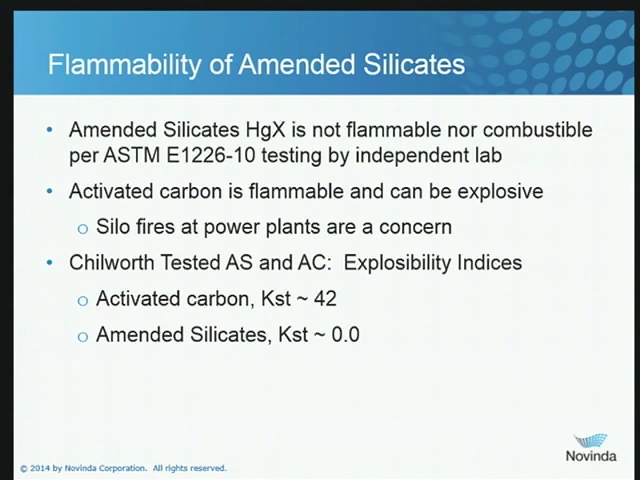 Flammability of Amended Silicates
• Amended Silicates HgX is not flammable nor combustible
per ASTM E1226-10 testing by independent lab
• Activated carbon is flammable and can be explosive
o Silo fires at power plants are a concern
• Chilworth Tested AS and AC: Explosibility Indices
o Activated carbon, Kst ~ 42
o Amended Silicates, Kst ~ 0.0
Novinda
© 2014 by Novinda Corporation. All rights reserved.